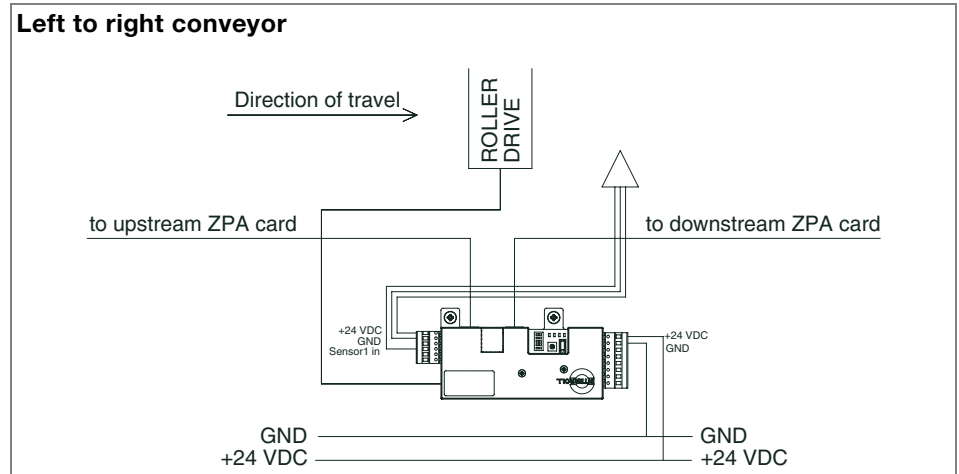 Left to right conveyor
Direction of travel
ROLLER
DRIVE
to upstream ZPA card
to downstream ZPA card
+24 VDC
GND
Sensor1 in
+24 VDC
GND
GND
GND
+24 VDC
+24 VDC